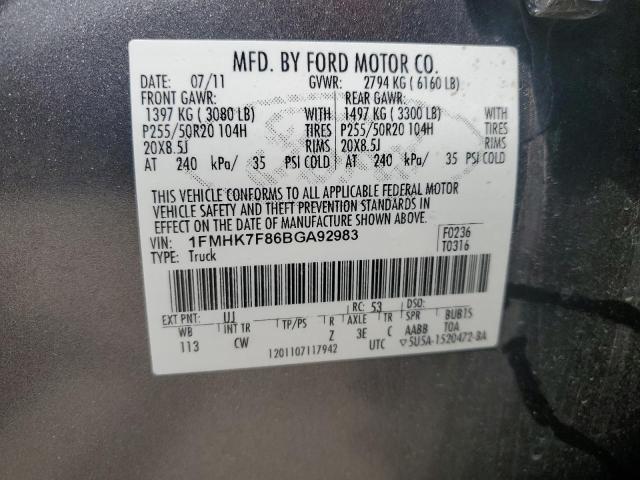 MFD. BY FORD MOTOR CO.
DATE: 07/11 GVWR: 2794 KG ( 6160 LB)
FRONT GAWR: REAR GAWR:
1397 KG ( 3080 LB) WITH 1497 KG ( 3300 LB) WITH
P255/50R20 104H TIRES P255/50R20 104H TIRES
20X8.5J RIMS 20X8.5J RIMS
AT 240 kPa/ 35 PSI COLD AT 240 kPa/ 35 PSI COLD
THIS VEHICLE CONFORMS TO ALL APPLICABLE FEDERAL MOTOR
VEHICLE SAFETY AND THEFT PREVENTION STANDARDS IN
EFFECT ON THE DATE OF MANUFACTURE SHOWN ABOVE.
VIN: 1FMHK7F86BGA92983 F0236
TYPE: Truck T0316
EXT PNT: UJ RC: 53 DSO:
WB INT TR TP/PS R AXLE TR SPR BUB1S
113 CW Z 3E C AABB TOA
1201107117942 UTC ▽5U5A-1520472-BA